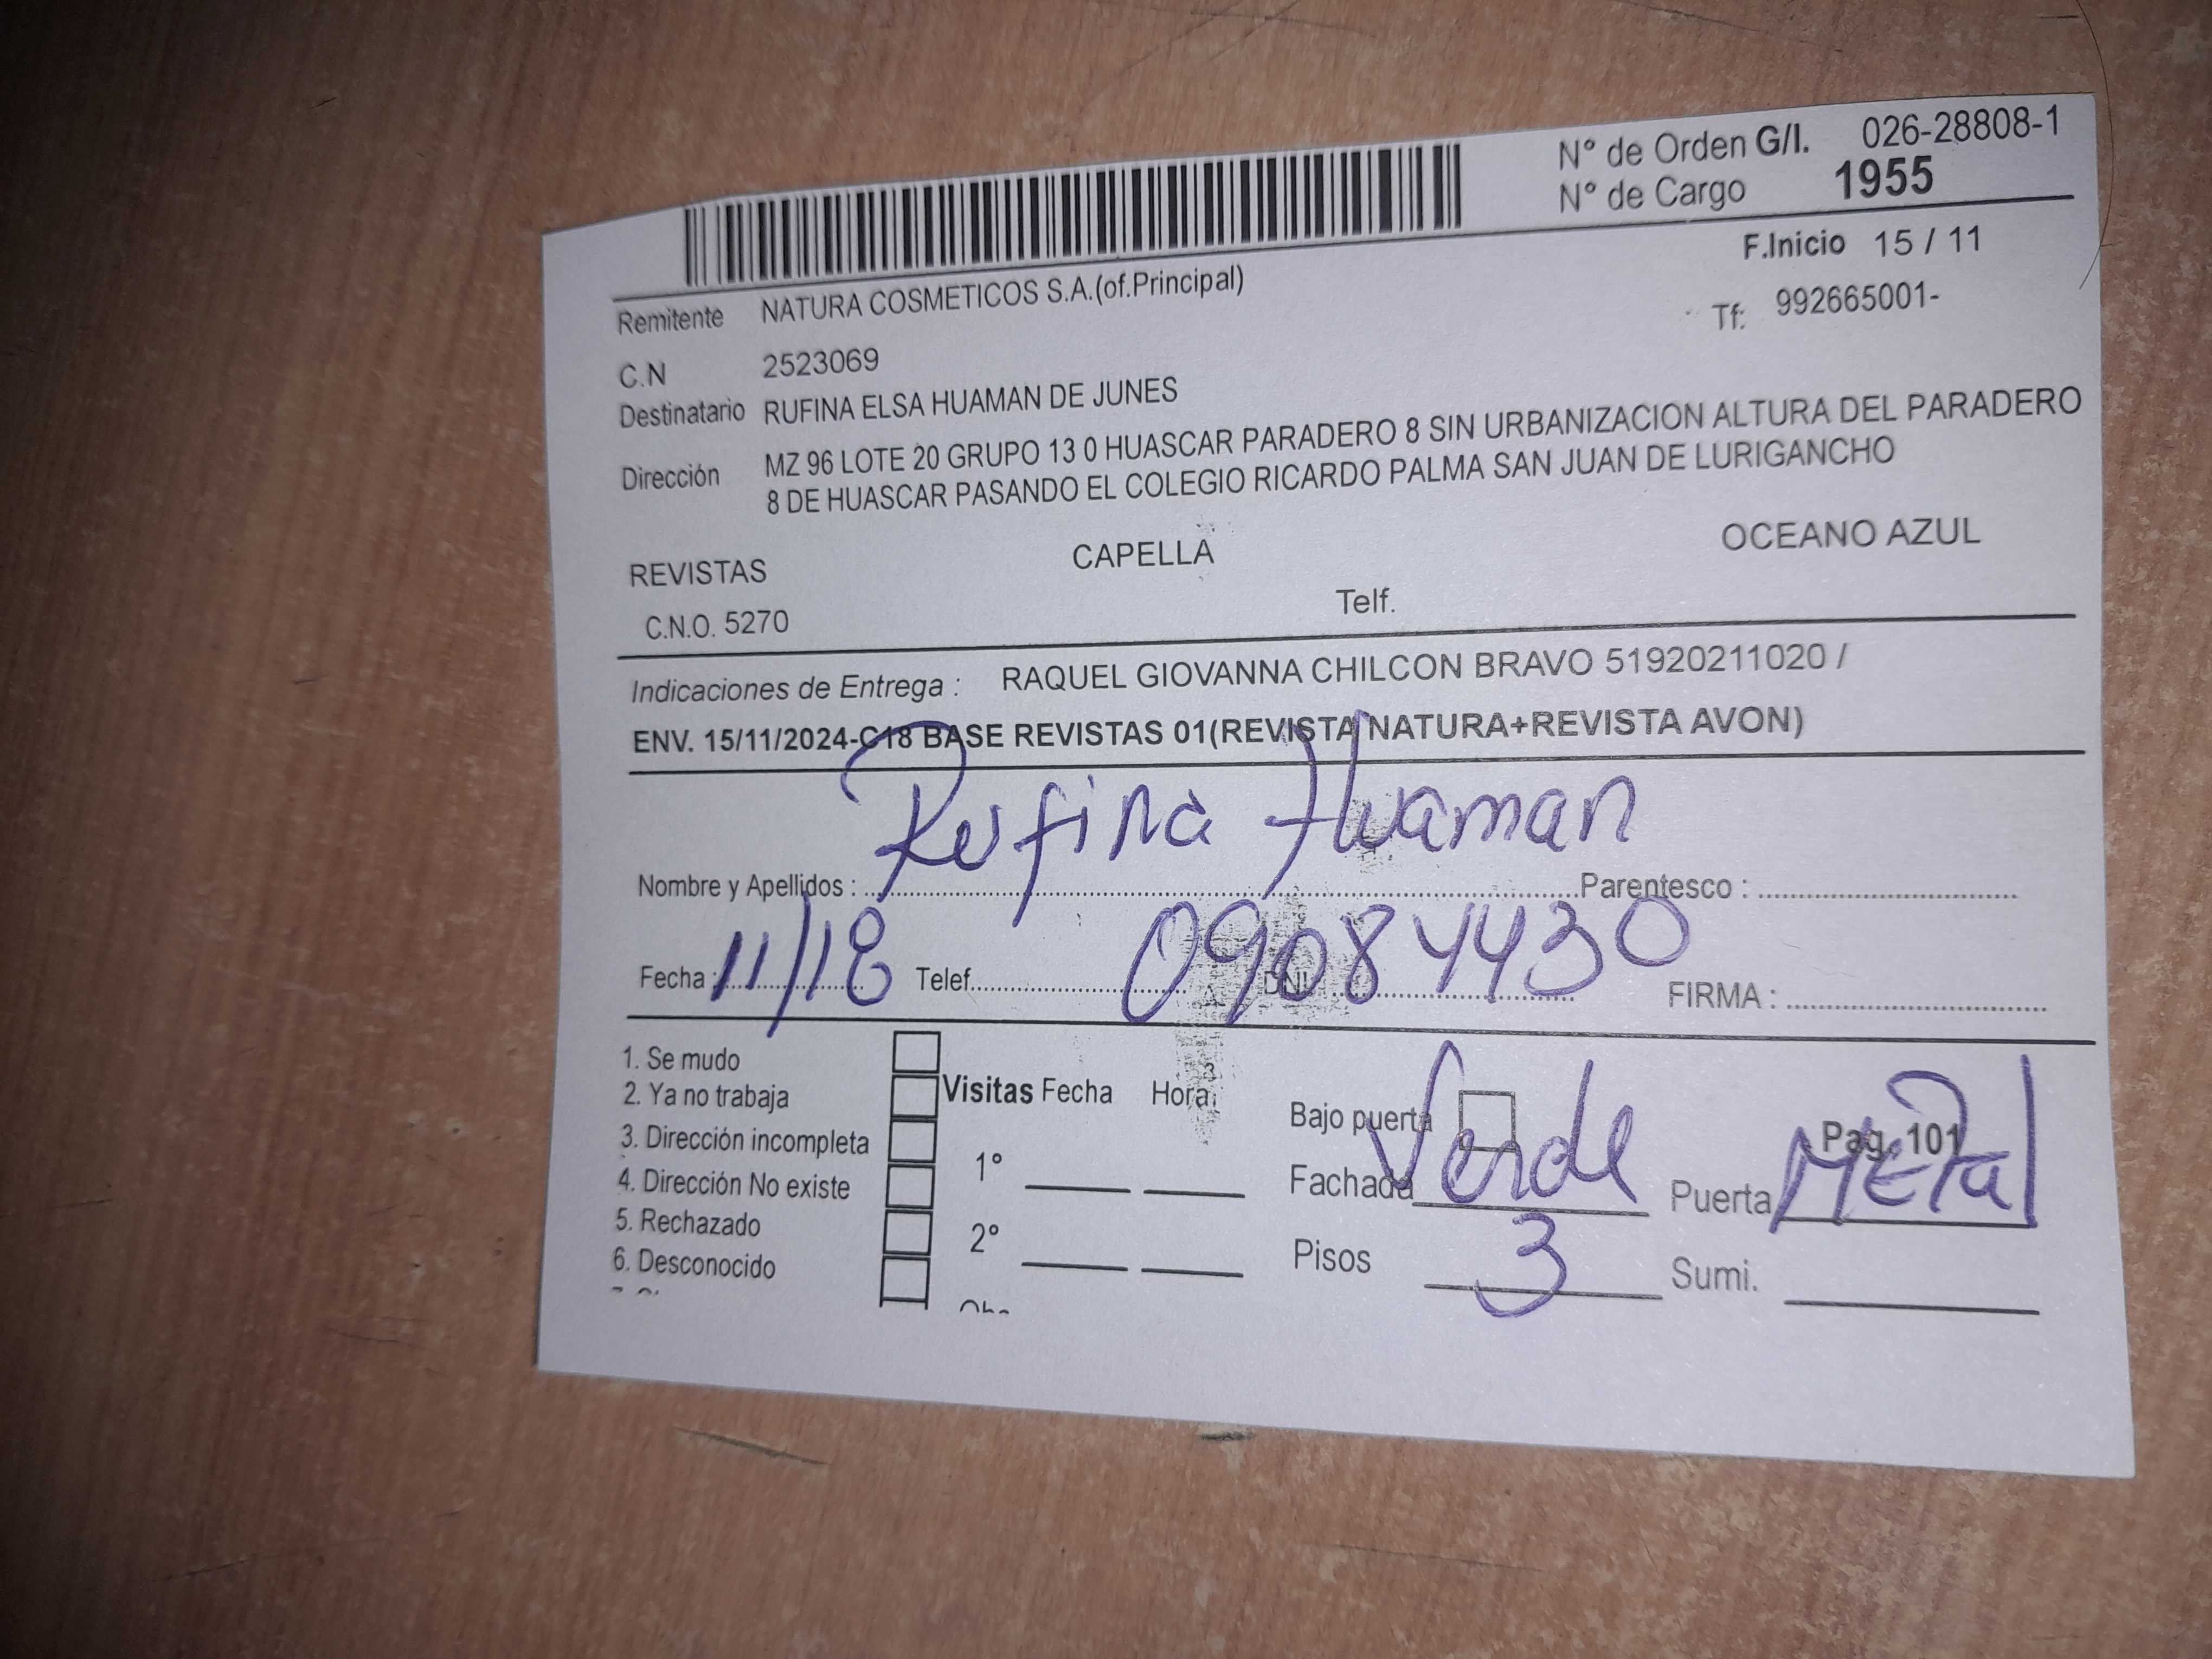 N° de Orden G/I. 026-28808-1
N° de Cargo 1955
F.Inicio 15 / 11
Remitente NATURA COSMETICOS S.A.(of.Principal)
Tf: 992665001-
C.N 2523069
Destinatario RUFINA ELSA HUAMAN DE JUNES
Dirección MZ 96 LOTE 20 GRUPO 13 0 HUASCAR PARADERO 8 SIN URBANIZACION ALTURA DEL PARADERO
8 DE HUASCAR PASANDO EL COLEGIO RICARDO PALMA SAN JUAN DE LURIGANCHO
REVISTAS CAPELLA OCEANO AZUL
C.N.O. 5270 Telf.
Indicaciones de Entrega : RAQUEL GIOVANNA CHILCON BRAVO 51920211020 /
ENV. 15/11/2024-C18 BASE REVISTAS 01(REVISTA NATURA+REVISTA AVON)
Nombre y Apellidos : Rufina Huaman Parentesco :
Fecha : 11/18 Telef. DNI 09084430 FIRMA :
1. Se mudo
2. Ya no trabaja
3. Dirección incompleta
4. Dirección No existe
5. Rechazado
6. Desconocido
Visitas Fecha Hora
1°
2°
Bajo puerta
Pag. 101
Fachada Verde Puerta METal
Pisos 3 Sumi.